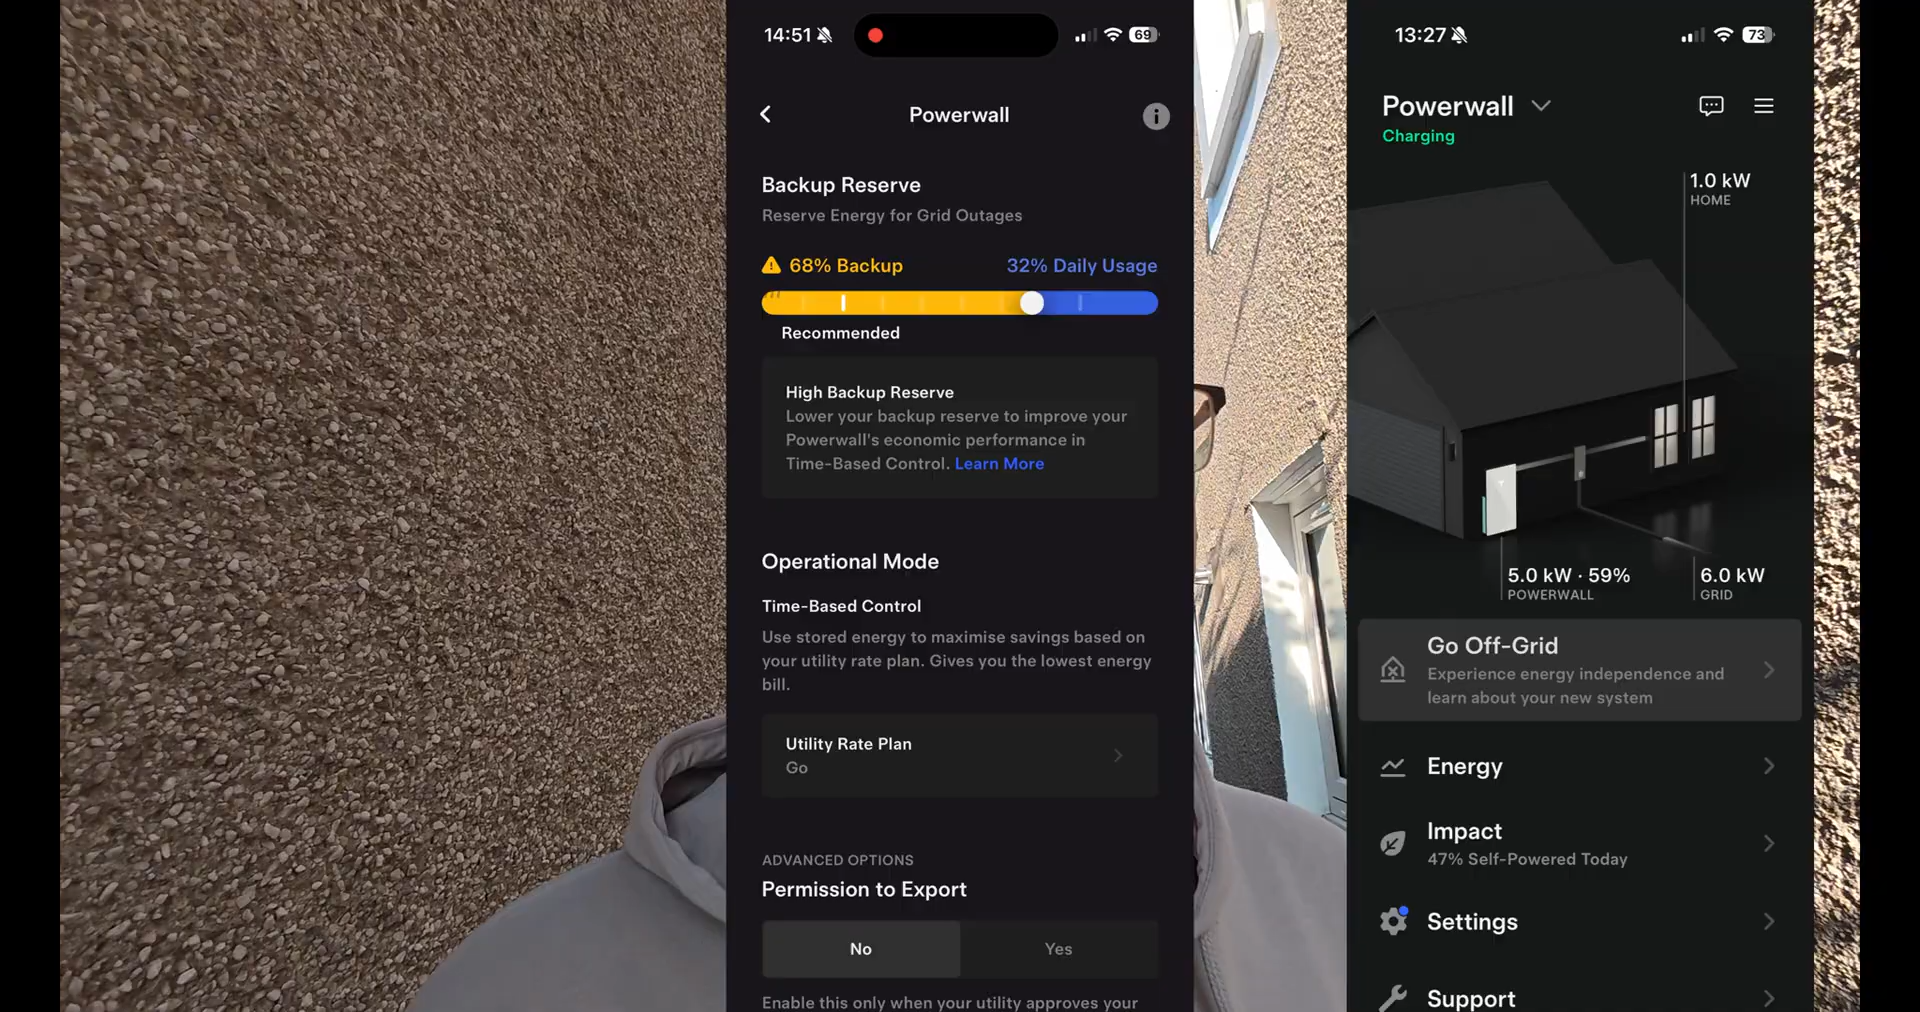 14:51
69
Powerwall
Backup Reserve
Reserve Energy for Grid Outages
68% Backup
32% Daily Usage
Recommended
High Backup Reserve
Lower your backup reserve to improve your
Powerwall's economic performance in
Time-Based Control. Learn More
Operational Mode
Time-Based Control
Use stored energy to maximise savings based on
your utility rate plan. Gives you the lowest energy
bill.
Utility Rate Plan
Go
ADVANCED OPTIONS
Permission to Export
No
Yes
Enable this only when your utility approves your
13:27
73
Powerwall
Charging
1.0 kW
HOME
5.0 kW · 59%
POWERWALL
6.0 kW
GRID
Go Off-Grid
Experience energy independence and
learn about your new system
Energy
Impact
47% Self-Powered Today
Settings
Support